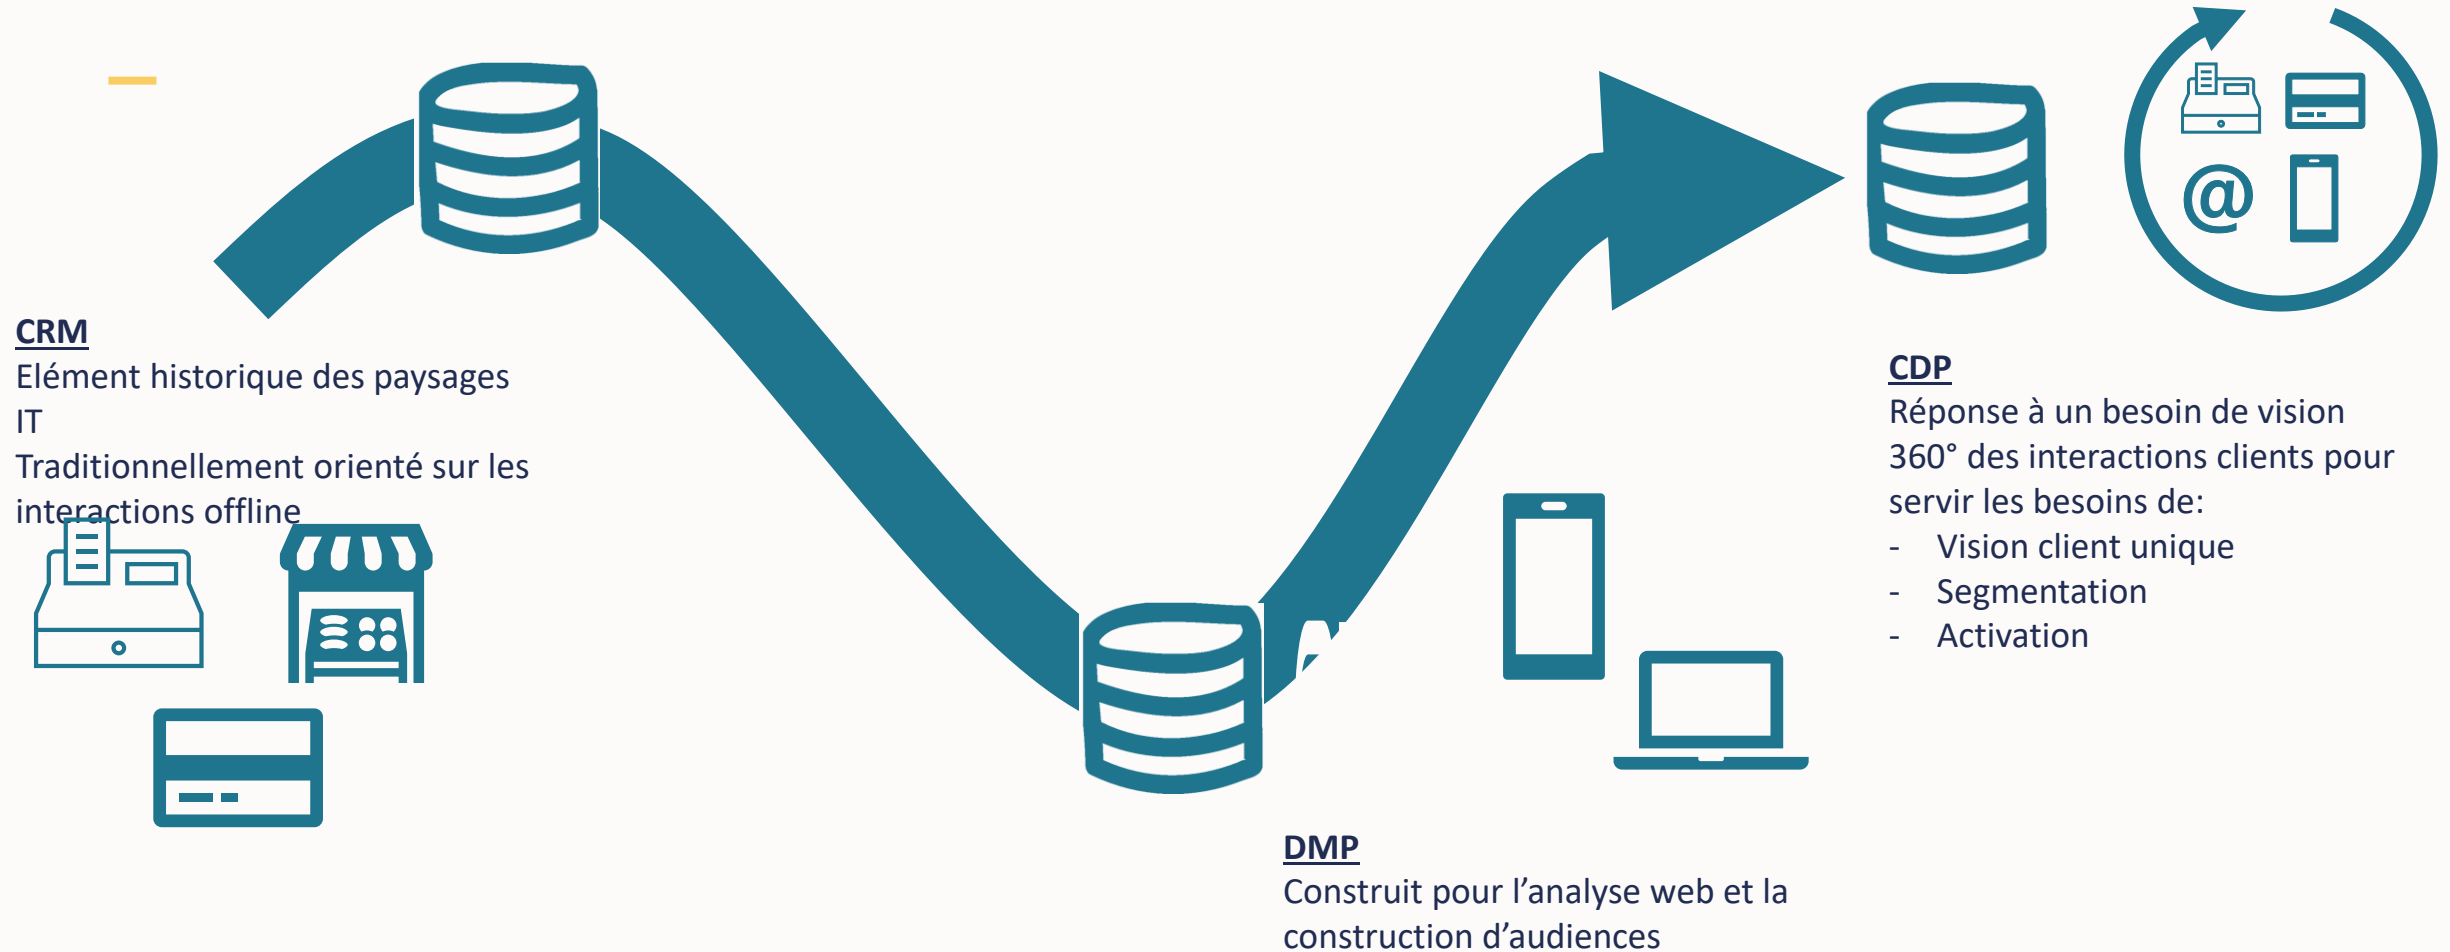 CRM
Elément historique des paysages
IT
Traditionnellement orienté sur les
interactions offline
DMP
Construit pour l’analyse web et la
construction d’audiences
@
CDP
Réponse à un besoin de vision
360° des interactions clients pour
servir les besoins de:
- Vision client unique
- Segmentation
- Activation